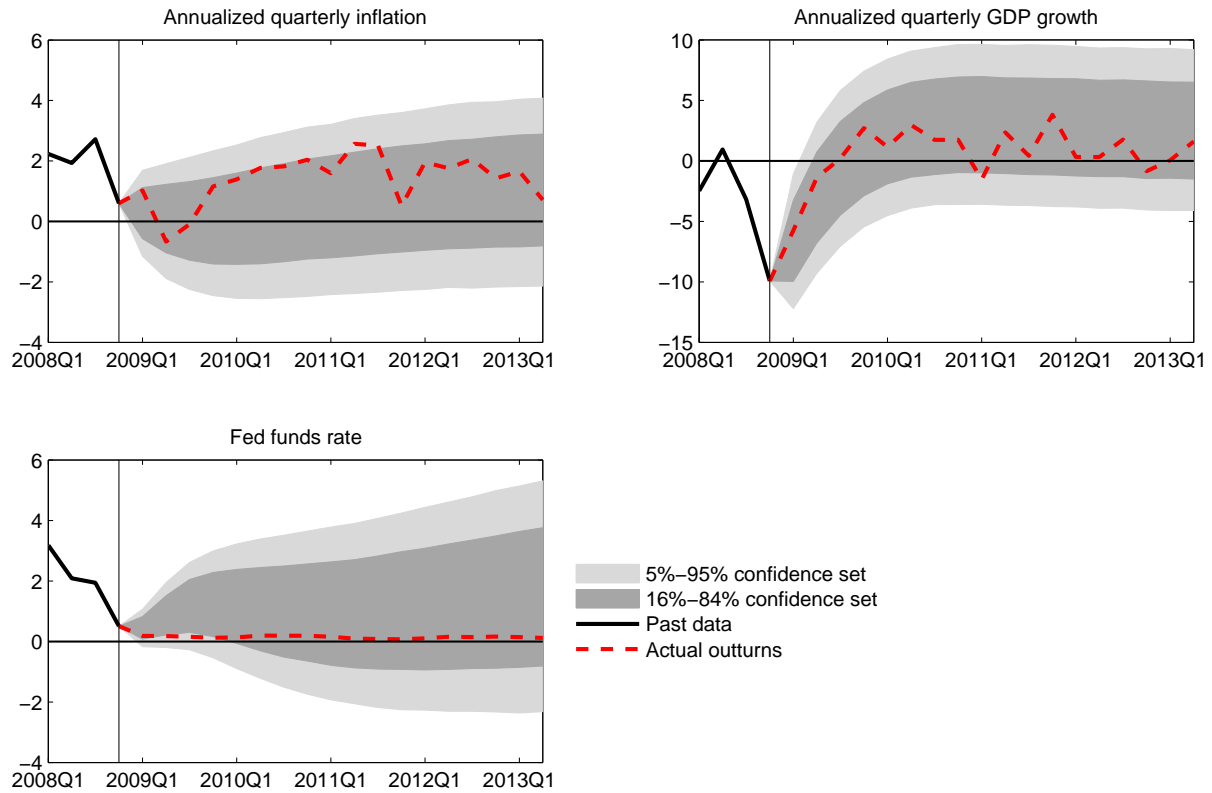 Annualized quarterly inflation
6
4
2
0
−2
−4
2008Q1 2009Q1 2010Q1 2011Q1 2012Q1 2013Q1
Annualized quarterly GDP growth
10
5
0
−5
−10
−15
2008Q1 2009Q1 2010Q1 2011Q1 2012Q1 2013Q1
Fed funds rate
6
4
2
0
−2
−4
2008Q1 2009Q1 2010Q1 2011Q1 2012Q1 2013Q1
5%−95% confidence set
16%−84% confidence set
Past data
Actual outturns